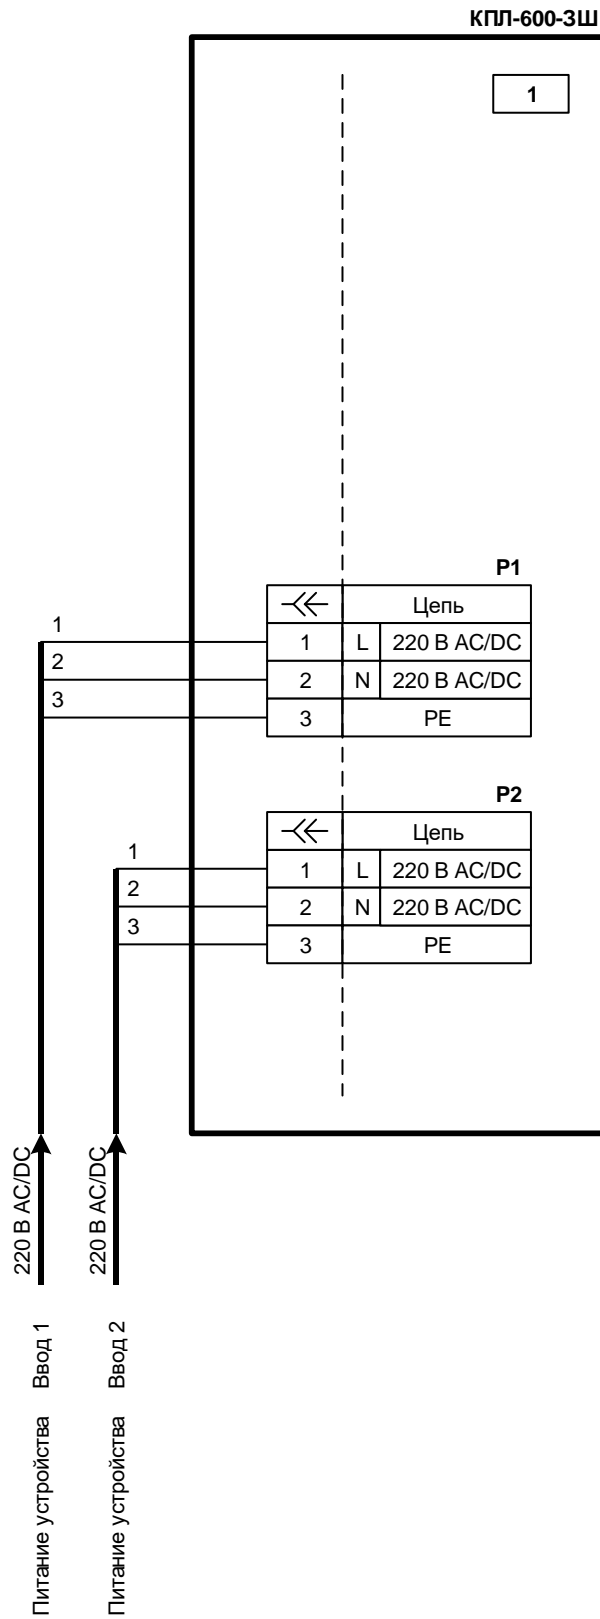 КПЛ-600-ЗШ
1
P1
Цепь
1
1 L 220 В AC/DC
2
2 N 220 В AC/DC
3
3 PE
P2
Цепь
1
1 L 220 В AC/DC
2
2 N 220 В AC/DC
3
3 PE
220 В AC/DC
220 В AC/DC
Питание устройства Ввод 1
Питание устройства Ввод 2